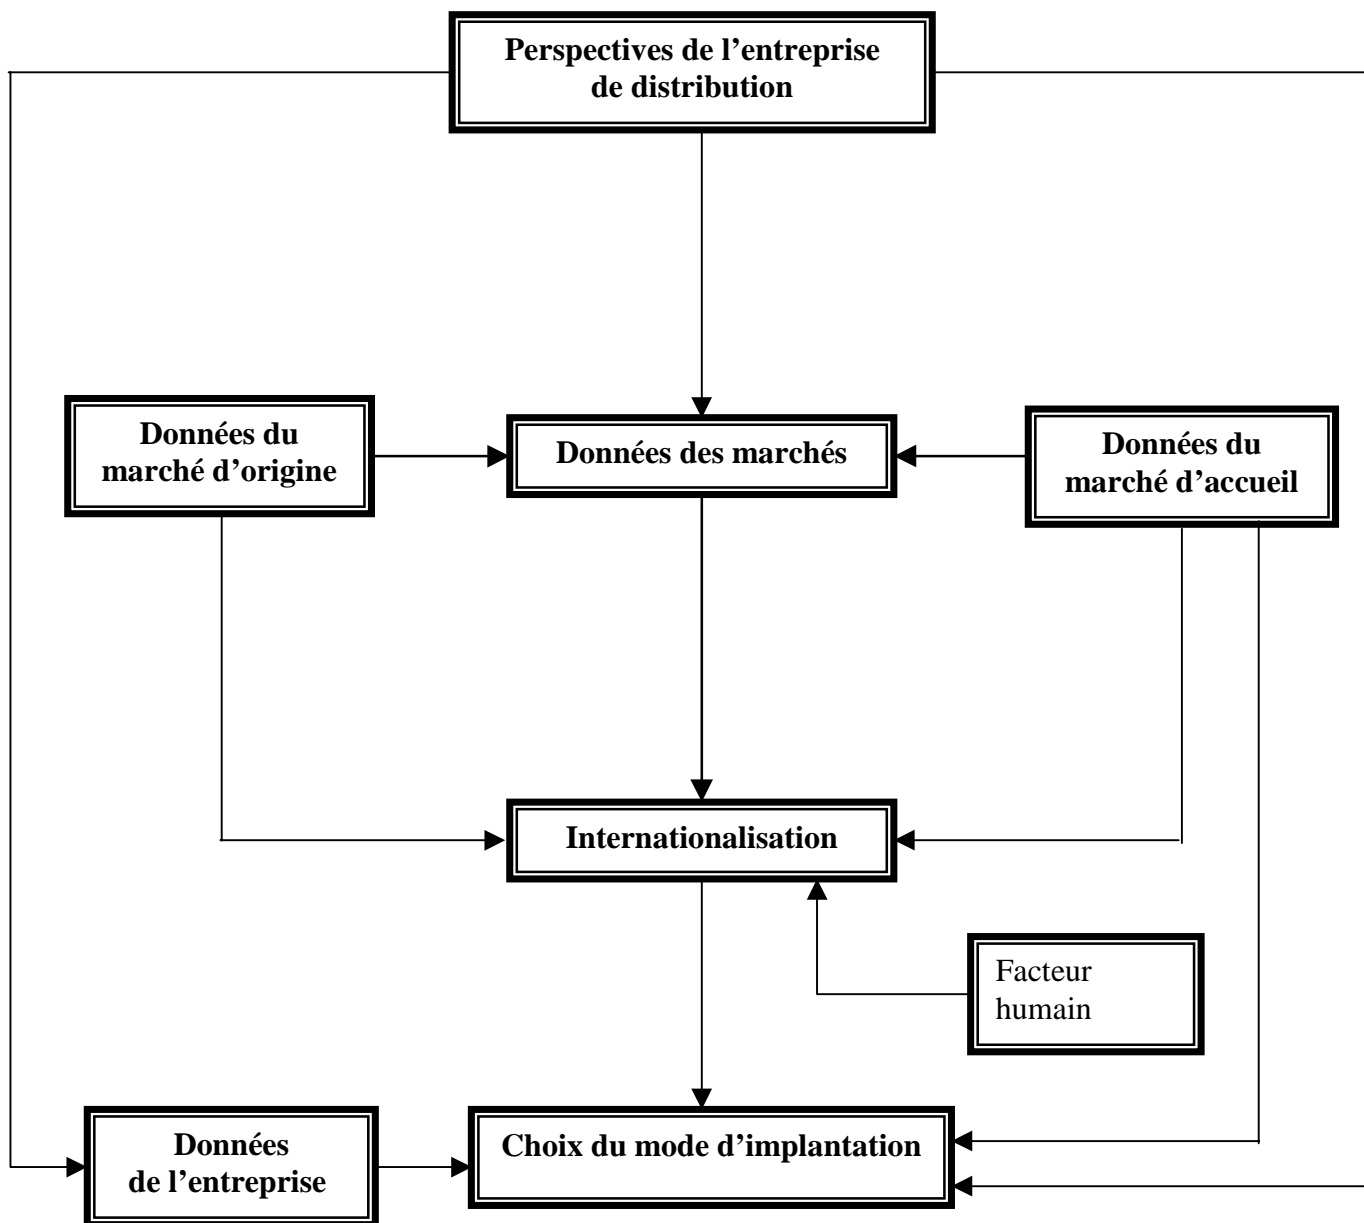 Perspectives de l’entreprise
de distribution
Données du
marché d’origine
Données des marchés
Données du
marché d’accueil
Internationalisation
Facteur
humain
Données
de l’entreprise
Choix du mode d’implantation